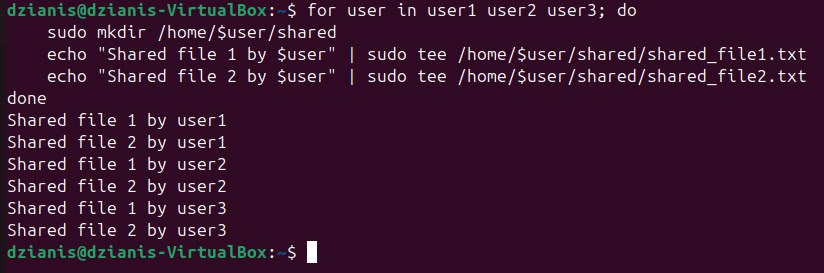 dzianis@dzianis-VirtualBox:~$ for user in user1 user2 user3; do
    sudo mkdir /home/$user/shared
    echo "Shared file 1 by $user" | sudo tee /home/$user/shared/shared_file1.txt
    echo "Shared file 2 by $user" | sudo tee /home/$user/shared/shared_file2.txt
done
Shared file 1 by user1
Shared file 2 by user1
Shared file 1 by user2
Shared file 2 by user2
Shared file 1 by user3
Shared file 2 by user3
dzianis@dzianis-VirtualBox:~$